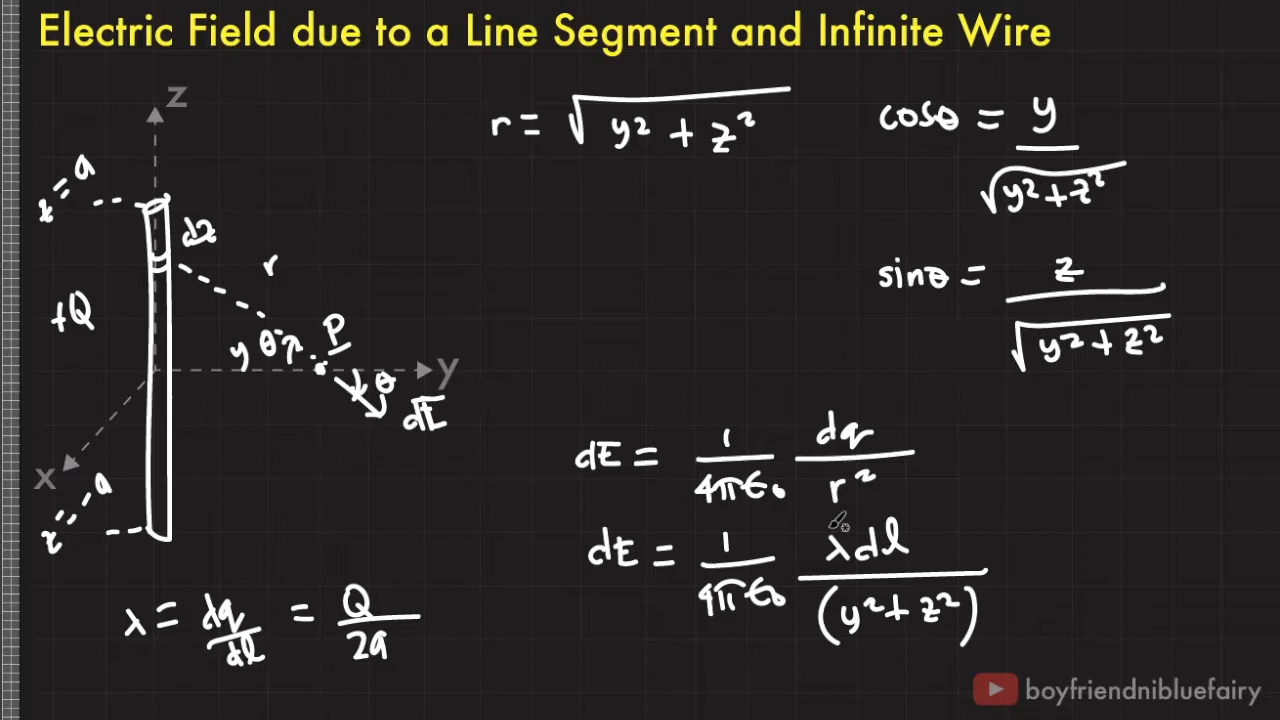 Electric Field due to a Line Segment and Infinite Wire
z
r = √(y² + z²)
cosθ = y / √(y² + z²)
z = a
dz
r
sinθ = z / √(y² + z²)
+Q
P
y θ
y
θ
dE
x
dE = 1/4πϵ₀ dq/r²
z = -a
dE = 1/4πϵ₀ λdl/(y² + z²)
λ = dq/dl = Q/2a
boyfriendnibluefairy